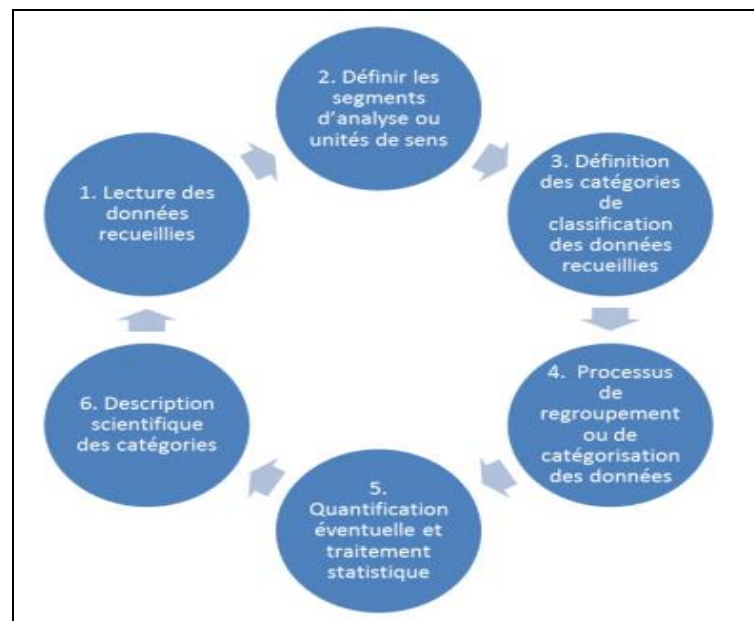 1. Lecture des
données
recueillies
2. Définir les
segments
d'analyse ou
unités de sens
3. Définition
des catégories
de
classification
des données
recueillies
4. Processus
de
regroupement
ou de
catégorisation
des données
5.
Quantification
éventuelle et
traitement
statistique
6. Description
scientifique
des catégories